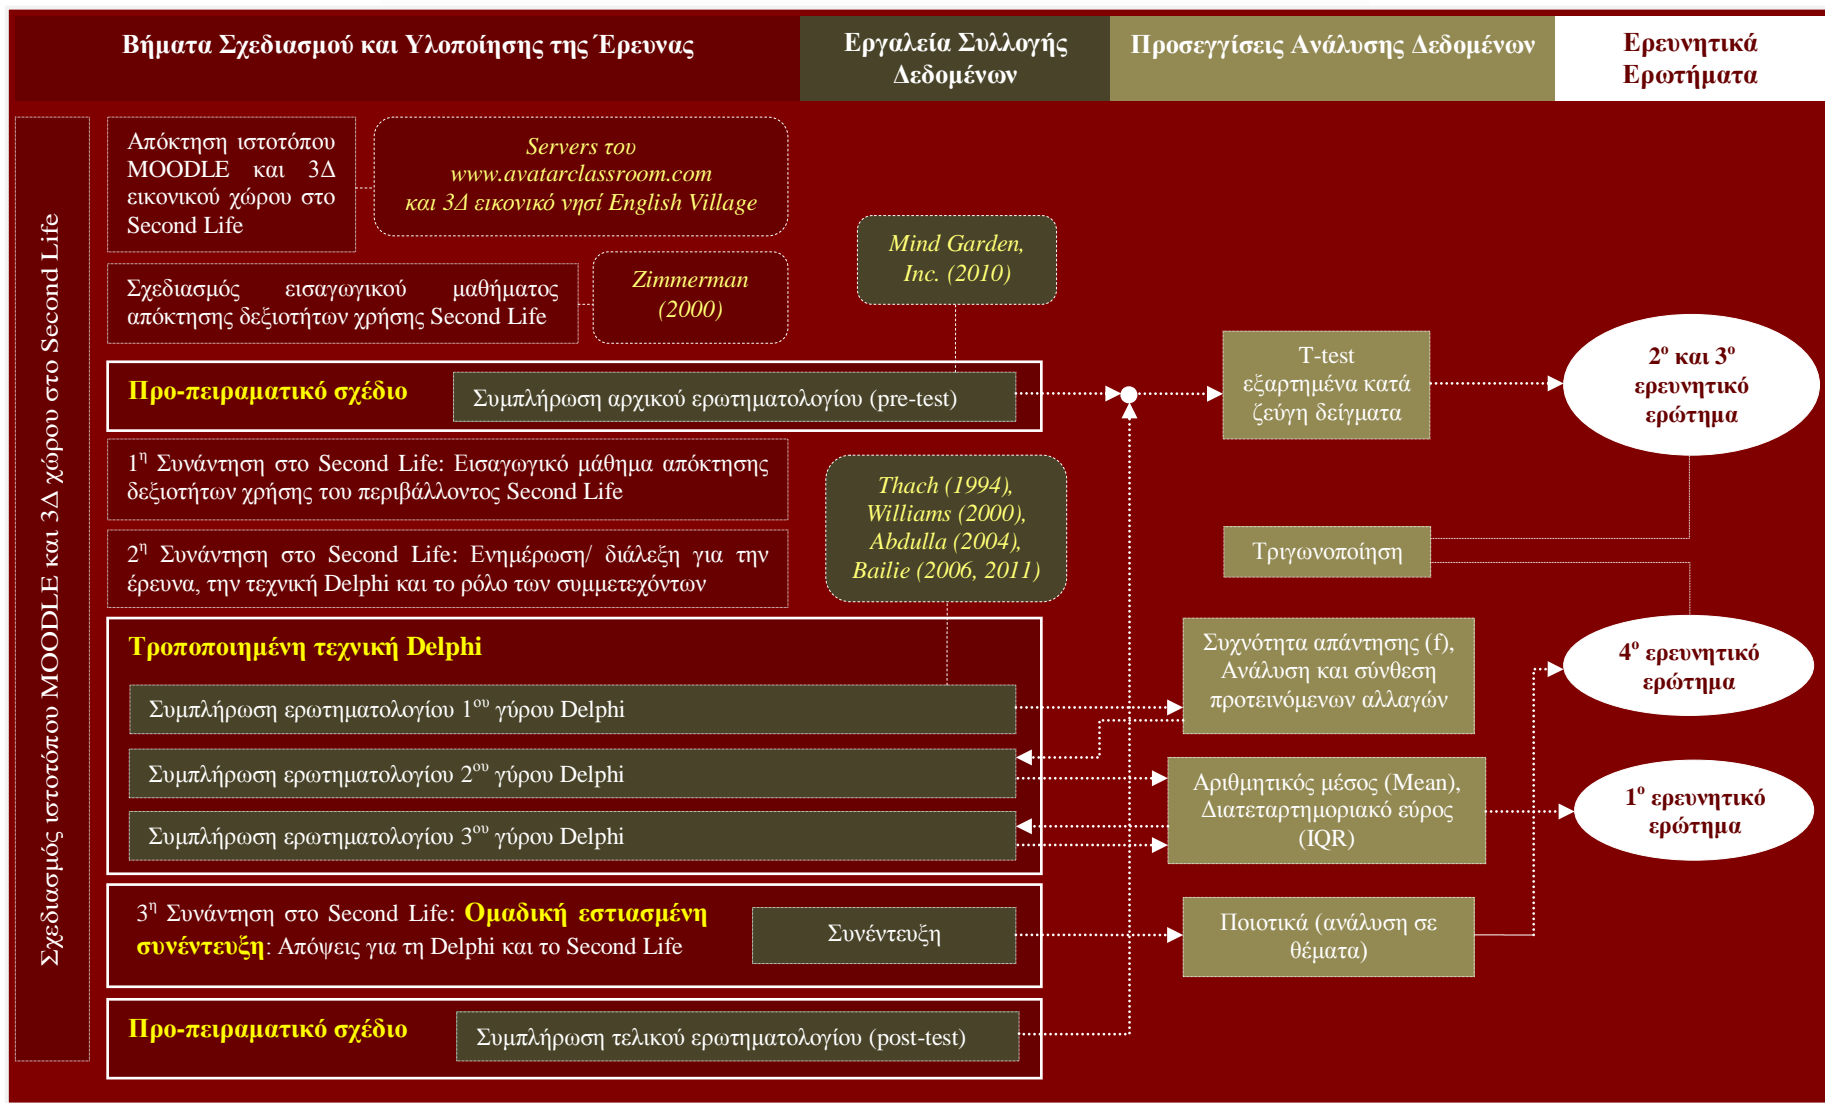 Βήματα Σχεδιασμού και Υλοποίησης της Έρευνας
Εργαλεία Συλλογής
Δεδομένων
Προσεγγίσεις Ανάλυσης Δεδομένων
Ερευνητικά
Ερωτήματα
Σχεδιασμός ιστοτόπου MOODLE και 3Δ χώρου στο Second Life
Απόκτηση ιστοτόπου
MOODLE και 3Δ
εικονικού χώρου στο
Second Life
Servers του
www.avatarclassroom.com
και 3Δ εικονικό νησί English Village
Mind Garden,
Inc. (2010)
Σχεδιασμός εισαγωγικού μαθήματος
απόκτησης δεξιοτήτων χρήσης Second Life
Zimmerman
(2000)
Προ-πειραματικό σχέδιο
Συμπλήρωση αρχικού ερωτηματολογίου (pre-test)
T-test
εξαρτημένα κατά
ζεύγη δείγματα
2ο και 3ο
ερευνητικό
ερώτημα
1η Συνάντηση στο Second Life: Εισαγωγικό μάθημα απόκτησης
δεξιοτήτων χρήσης του περιβάλλοντος Second Life
Thach (1994),
Williams (2000),
Abdulla (2004),
Bailie (2006, 2011)
2η Συνάντηση στο Second Life: Ενημέρωση/ διάλεξη για την
έρευνα, την τεχνική Delphi και το ρόλο των συμμετεχόντων
Τριγωνοποίηση
Τροποποιημένη τεχνική Delphi
Συμπλήρωση ερωτηματολογίου 1ου γύρου Delphi
Συχνότητα απάντησης (f),
Ανάλυση και σύνθεση
προτεινόμενων αλλαγών
4ο ερευνητικό
ερώτημα
Συμπλήρωση ερωτηματολογίου 2ου γύρου Delphi
Συμπλήρωση ερωτηματολογίου 3ου γύρου Delphi
Αριθμητικός μέσος (Mean),
Διατεταρτημοριακό εύρος
(IQR)
1ο ερευνητικό
ερώτημα
3η Συνάντηση στο Second Life: Ομαδική εστιασμένη
συνέντευξη: Απόψεις για τη Delphi και το Second Life
Συνέντευξη
Ποιοτικά (ανάλυση σε
θέματα)
Προ-πειραματικό σχέδιο
Συμπλήρωση τελικού ερωτηματολογίου (post-test)